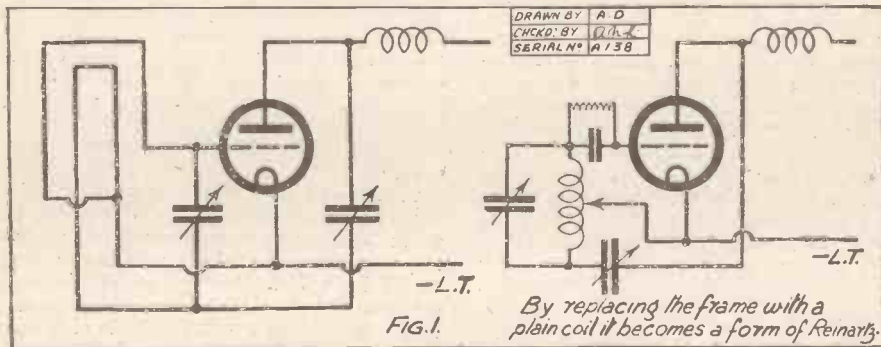 DRAWN BY A.D
CHCKD: BY
SERIAL Nº A138
-L.T.
-L.T.
FIG.1.
By replacing the frame with a
plain coil it becomes a form of Reinartz.